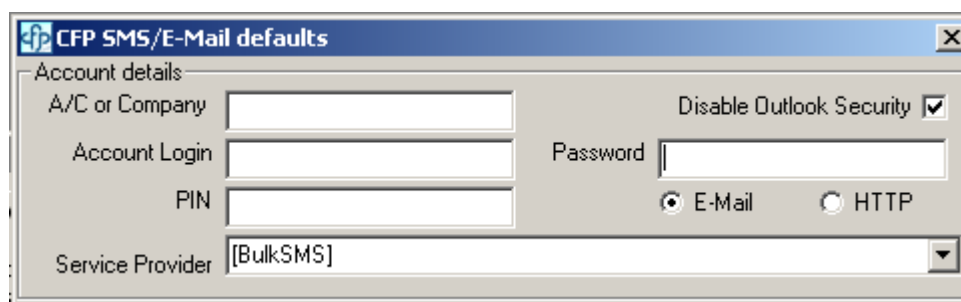 cfp CFP SMS/E-Mail defaults
Account details
A/C or Company Disable Outlook Security
Account Login Password
PIN E-Mail HTTP
Service Provider [BulkSMS]